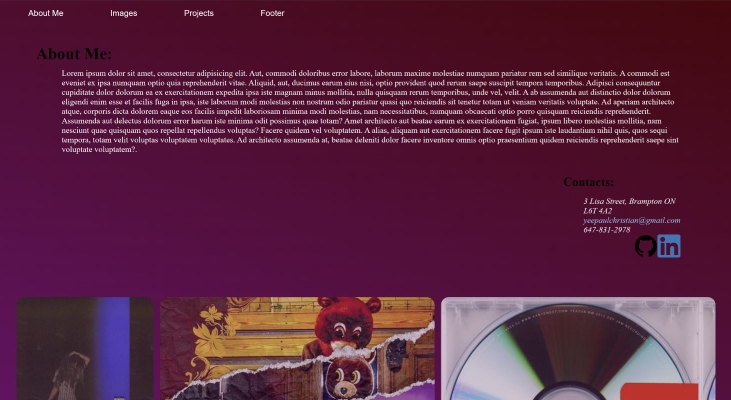 About Me Images Projects Footer
About Me:
Lorem ipsum dolor sit amet, consectetur adipisicing elit. Aut, commodi doloribus error labore, laborum maxime molestiae numquam pariatur rem sed similique veritatis. A commodi est
eveniet ex ipsa numquam omnis optio quia reprehenderit vitae. Aliquid, aut, ducimus earum eius nisi, optio provident quod rerum saepe suscipit tempora temporibus. Adipisci consequuntur
cupiditate dolor dolorum ea ex exercitationem expedita ipsa iste magnam minus mollitia, nulla quisquam rerum temporibus, unde vel, velit. A ab assumenda aut distinctio dolor dolorum
eligendi enim esse et facilis fuga in ipsa, iste laborum modi molestias non nostrum odio pariatur quasi quo reiciendis sit tenetur totam ut veniam veritatis voluptate. Ad aperiam architecto
atque, corporis dicta dolorem eaque eos facilis impedit laboriosam minima modi molestias, nam necessitatibus, numquam obcaecati optio porro quisquam reiciendis reprehenderit.
Assumenda aut delectus dolorum error harum iste minima odit possimus quae totam? Amet architecto aut beatae earum ex exercitationem fugiat, ipsum libero molestias mollitia, nam
nesciunt quae quisquam quos repellat repellendus voluptas? Facere quidem vel voluptatem. A alias, aliquam aut exercitationem facere fugit ipsum iste laudantium nihil quis, quos sequi
tempora, totam velit voluptas voluptatem voluptates. Ad architecto assumenda at, beatae deleniti dolor facere inventore omnis optio praesentium quidem reiciendis reprehenderit saepe sint
voluptate voluptatem?.
Contacts:
3 Lisa Street, Brampton ON
L6T 4A2
yeepaulchristian@gmail.com
647-831-2978
in